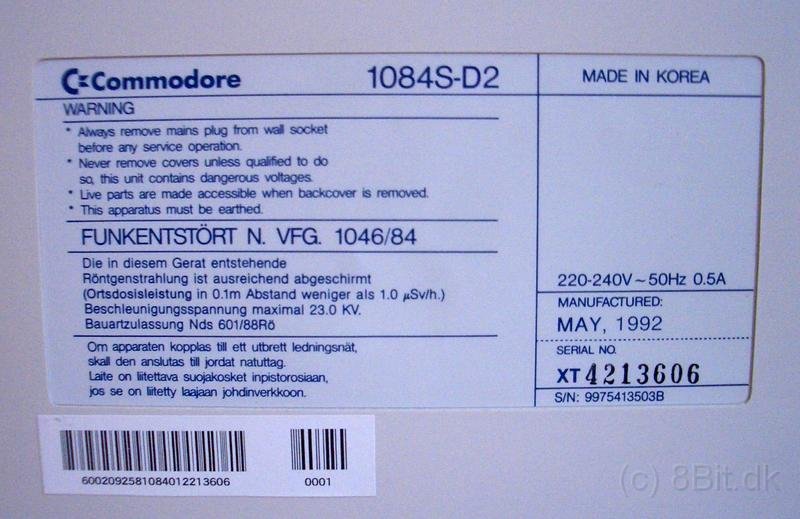 Commodore 1084S-D2
WARNING
* Always remove mains plug from wall socket
before any service operation.
* Never remove covers unless qualified to do
so, this unit contains dangerous voltages.
* Live parts are made accessible when backcover is removed.
* This apparatus must be earthed.
FUNKENTSTÖRT N. VFG. 1046/84
Die in diesem Gerat entstehende
Röntgenstrahlung ist ausreichend abgeschirmt
(Ortsdosisleistung in 0.1m Abstand weniger als 1.0 µSv/h.)
Beschleunigungsspannung maximal 23.0 KV.
Bauartzulassung Nds 601/88Rö
Om apparaten kopplas till ett utbrett ledningsnät,
skall den anslutas till jordat natuttag.
Laite on liitettava suojakosket inpistorosiaan,
jos se on liitetty laajaan johdinverkkoon.
MADE IN KOREA
220-240V ~ 50Hz 0.5A
MANUFACTURED:
MAY, 1992
SERIAL NO.
XT 4213606
S/N: 9975413503B
6002092581084012213606
0001
(c) 8Bit.dk